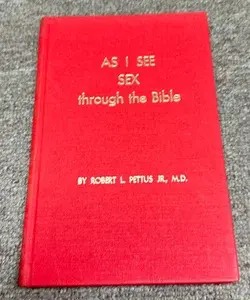 AS I SEE
SEX
through the Bible
BY ROBERT L. PETTUS JR., M.D.